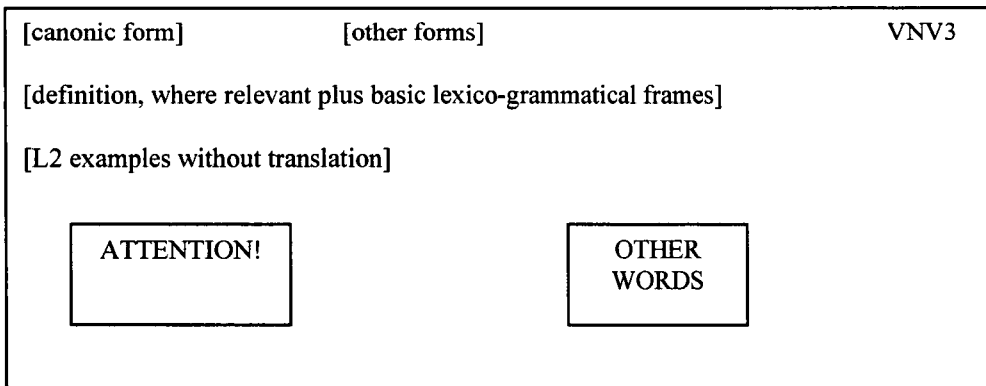 [canonic form] [other forms] VNV3
[definition, where relevant plus basic lexico-grammatical frames]
[L2 examples without translation]
ATTENTION!
OTHER
WORDS